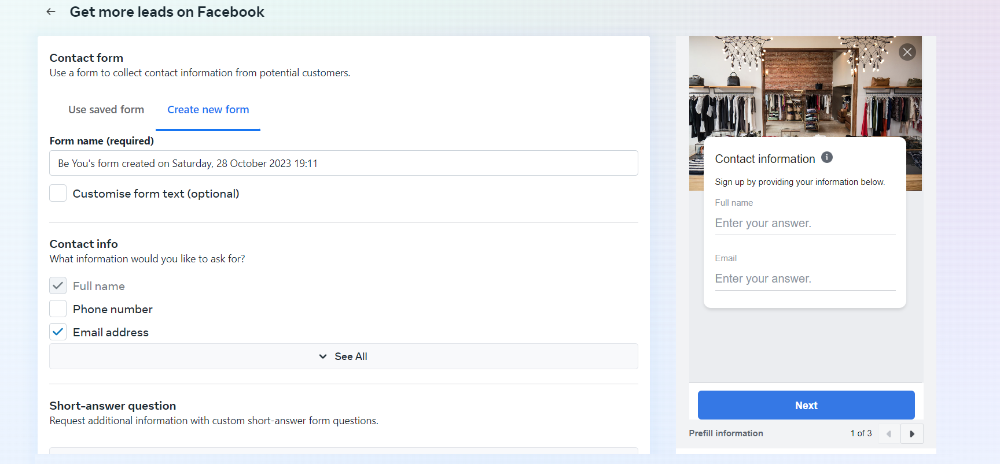 Get more leads on Facebook
Contact form
Use a form to collect contact information from potential customers.
Use saved form
Create new form
Form name (required)
Be You's form created on Saturday, 28 October 2023 19:11
Customise form text (optional)
Contact info
What information would you like to ask for?
Full name
Phone number
Email address
See All
Short-answer question
Request additional information with custom short-answer form questions.
Contact information
Sign up by providing your information below.
Full name
Enter your answer.
Email
Enter your answer.
Next
Prefill information
1 of 3